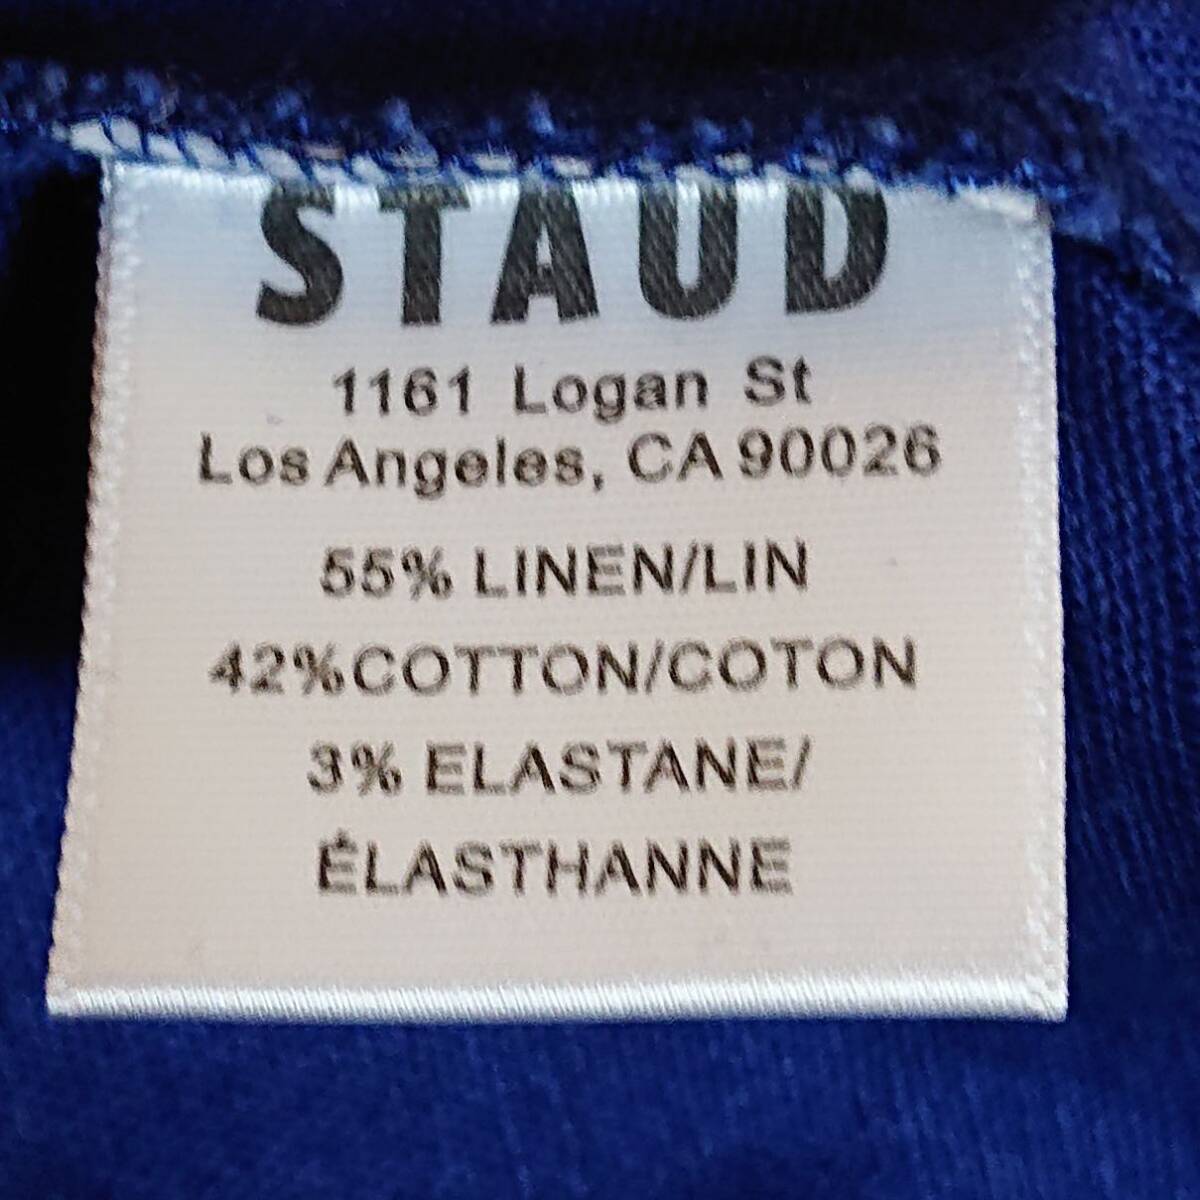 STAUD
1161 Logan St
Los Angeles, CA 90026
55% LINEN/LIN
42%COTTON/COTON
3% ELASTANE/
ÉLASTHANNE